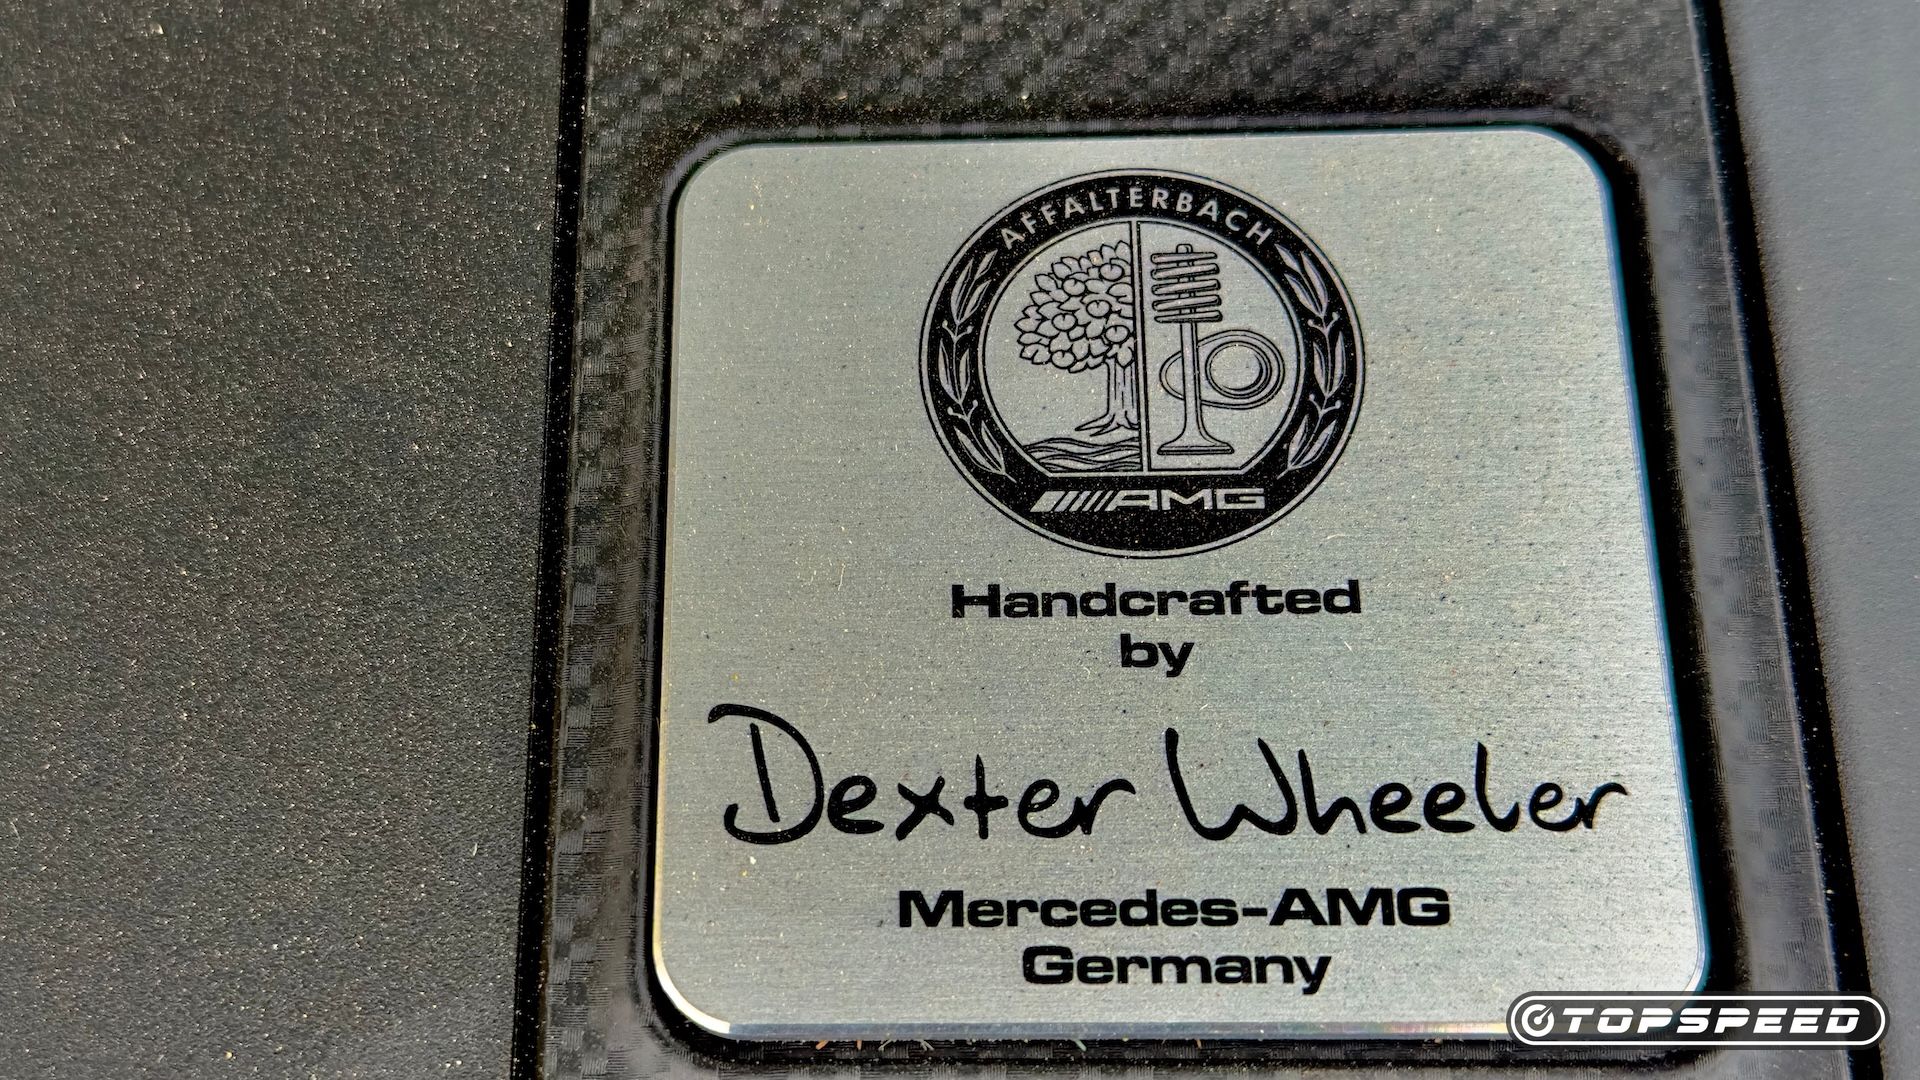 AFFALTERBACH
AMG
Handcrafted
by
Dexter Wheeler
Mercedes-AMG
Germany
TOPSPEED